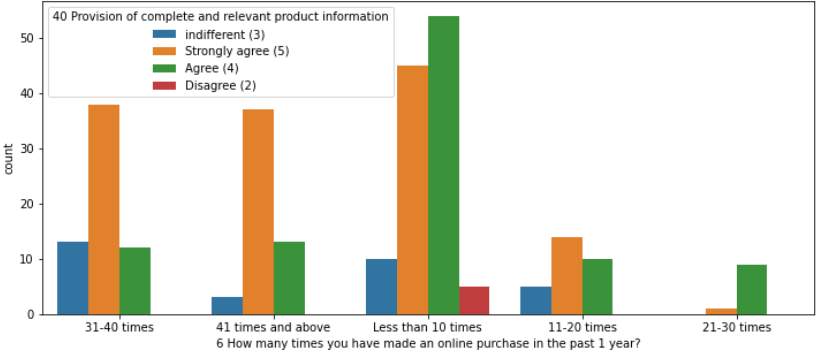 40 Provision of complete and relevant product information
indifferent (3)
Strongly agree (5)
Agree (4)
Disagree (2)
50
40
30
20
10
0
count
31-40 times 41 times and above Less than 10 times 11-20 times 21-30 times
6 How many times you have made an online purchase in the past 1 year?